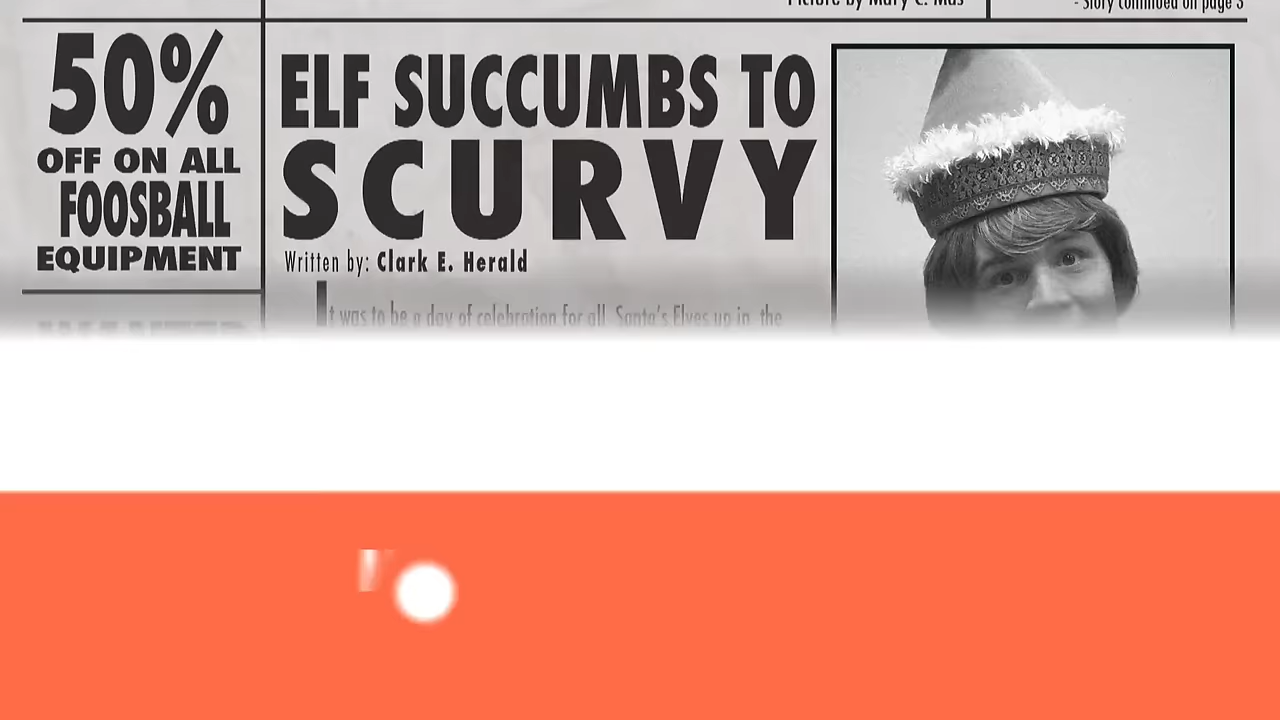 Picture by Mary C. Mas
- Story continued on page 3
50%
OFF ON ALL
FOOSBALL
EQUIPMENT
ELF SUCCUMBS TO
SCURVY
Written by: Clark E. Herald
It was to be a day of celebration for all Santa's Elves up in the